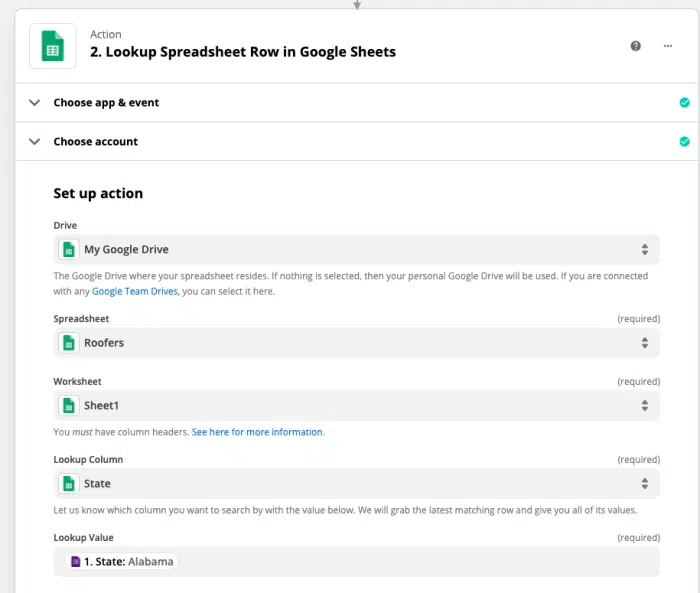 Action
2. Lookup Spreadsheet Row in Google Sheets
Choose app & event
Choose account
Set up action
Drive
My Google Drive
The Google Drive where your spreadsheet resides. If nothing is selected, then your personal Google Drive will be used. If you are connected
with any Google Team Drives, you can select it here.
Spreadsheet (required)
Roofers
Worksheet (required)
Sheet1
You must have column headers. See here for more information.
Lookup Column (required)
State
Let us know which column you want to search by with the value below. We will grab the latest matching row and give you all of its values.
Lookup Value (required)
1. State: Alabama